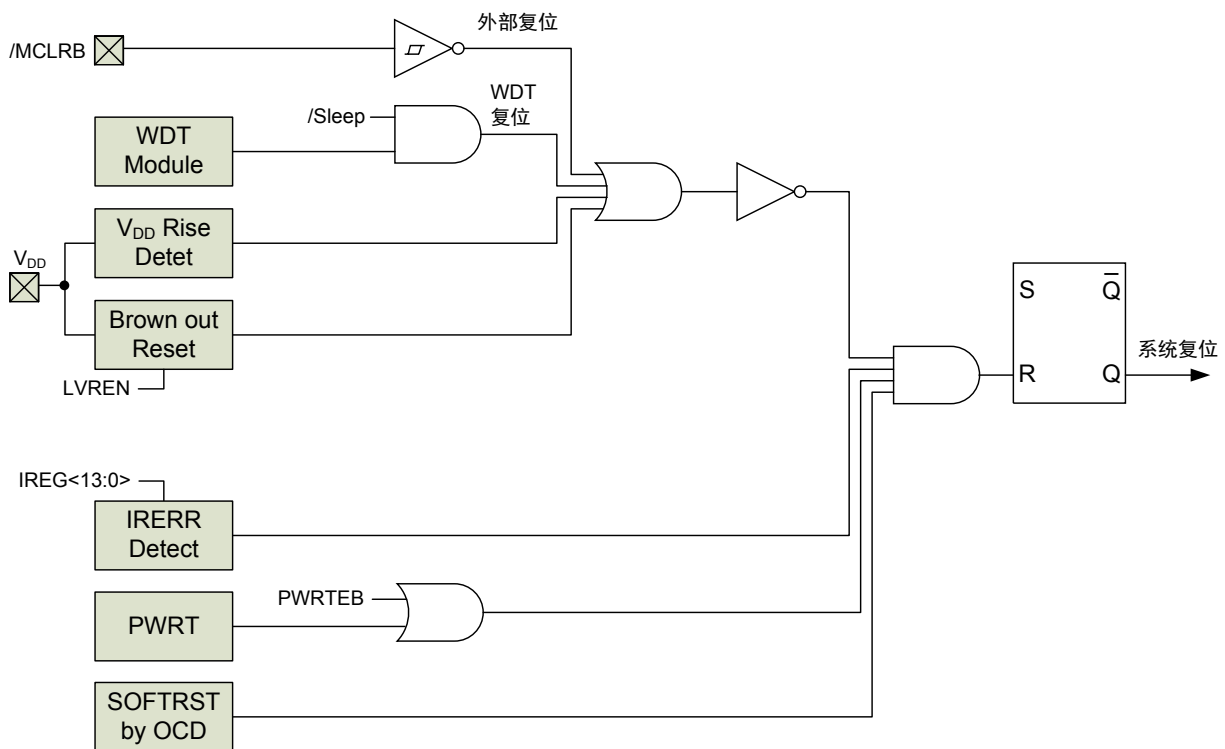 外部复位
/MCLRB
WDT
复位
/Sleep
WDT
Module
VDD Rise
Detet
VDD
Brown out
Reset
LVREN
S
Q̅
R
Q
系统复位
IREG<13:0>
IRERR
Detect
PWRTEB
PWRT
SOFTRST
by OCD